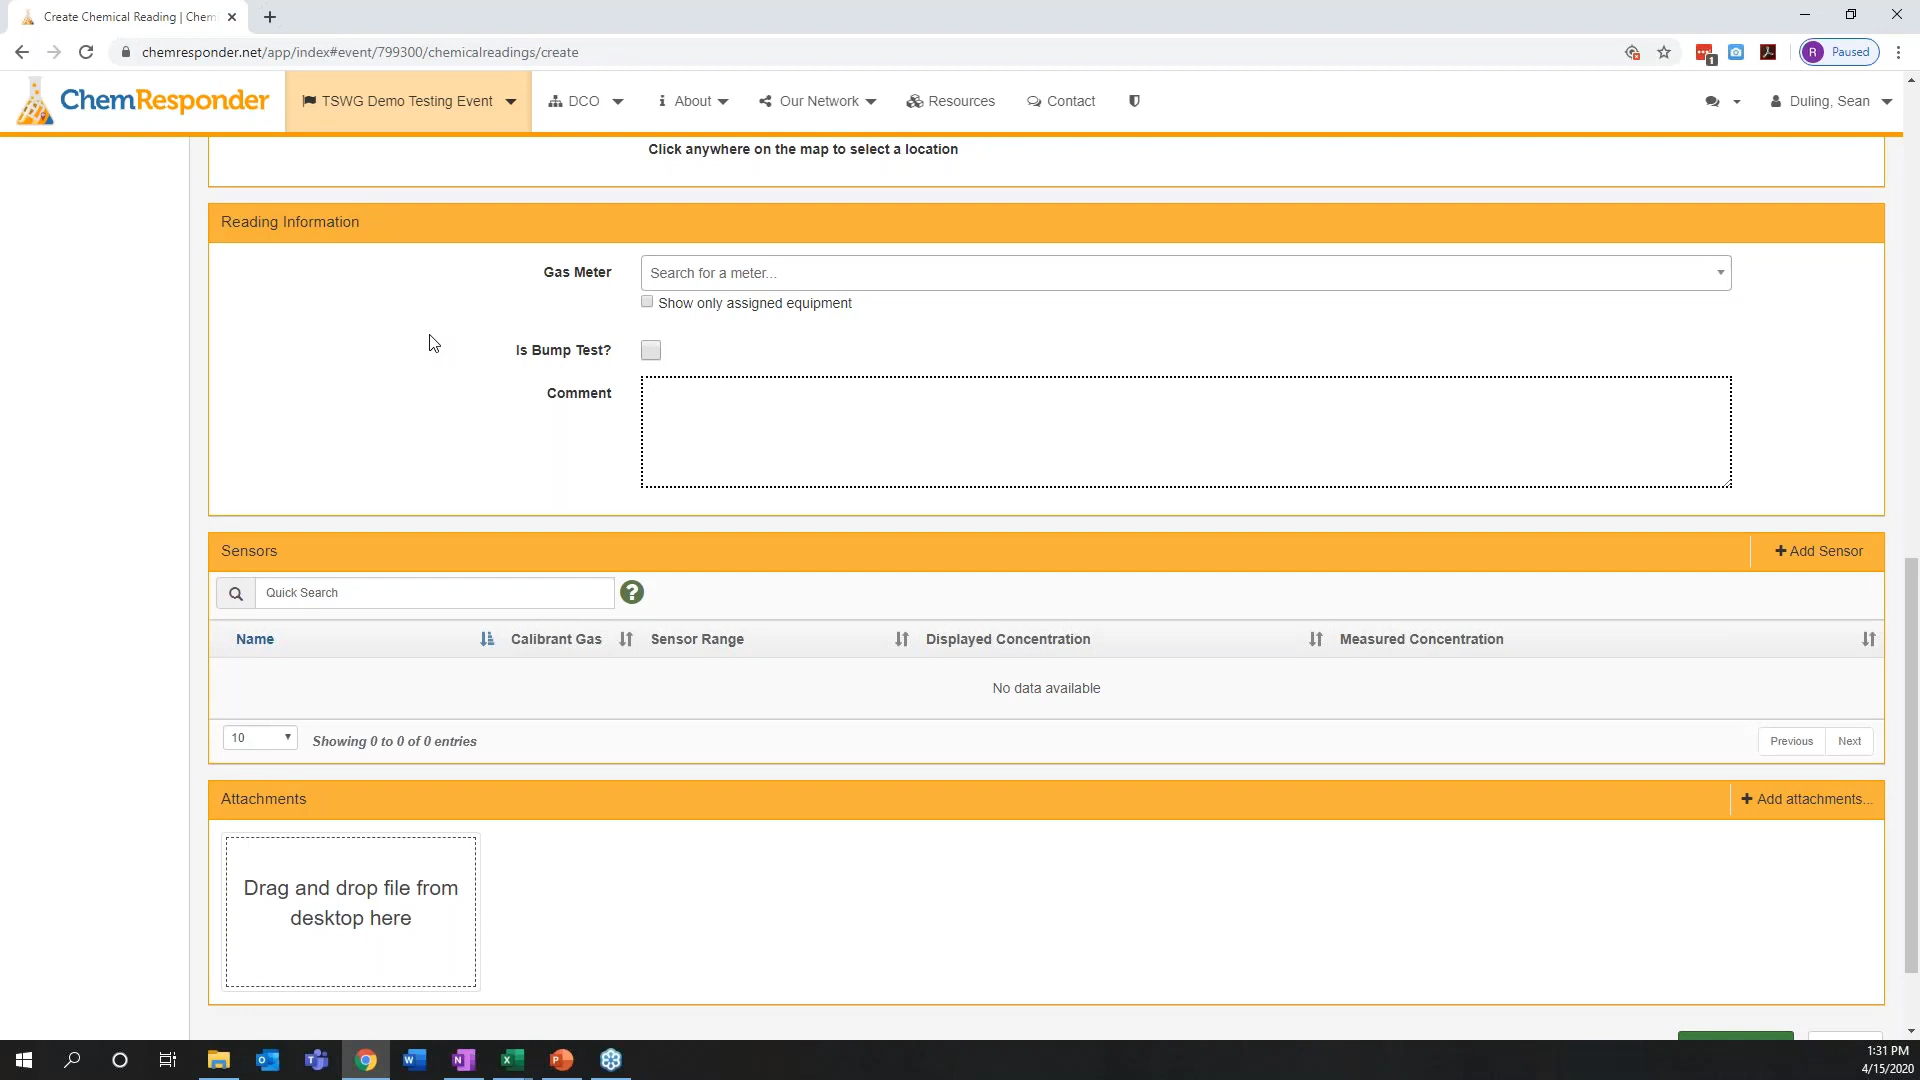 Create Chemical Reading | Chem
chemresponder.net/app/index#event/799300/chemicalreadings/create
1
R Paused
ChemResponder
TSWG Demo Testing Event
DCO
About
Our Network
Resources
Contact
Duling, Sean
Click anywhere on the map to select a location
Reading Information
Gas Meter
Search for a meter...
Show only assigned equipment
Is Bump Test?
Comment
Sensors
Add Sensor
Quick Search
?
Name
Calibrant Gas
Sensor Range
Displayed Concentration
Measured Concentration
No data available
10
Showing 0 to 0 of 0 entries
Previous
Next
Attachments
Add attachments...
Drag and drop file from
desktop here
1:31 PM
4/15/2020